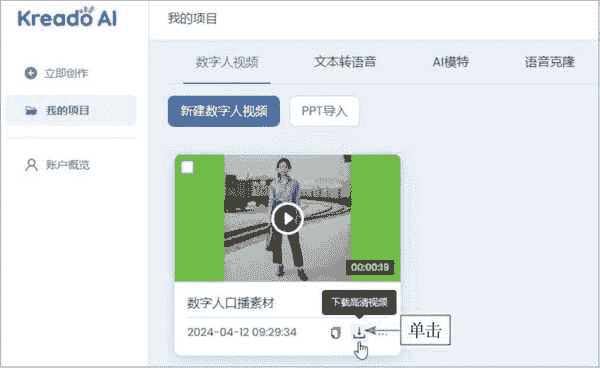 Kreado AI
我的项目
立即创作
我的项目
账户概览
数字人视频
文本转语音
AI模特
语音克隆
新建数字人视频
PPT导入
00:00:19
数字人口播素材
下载高清视频
2024-04-12 09:29:34
单击